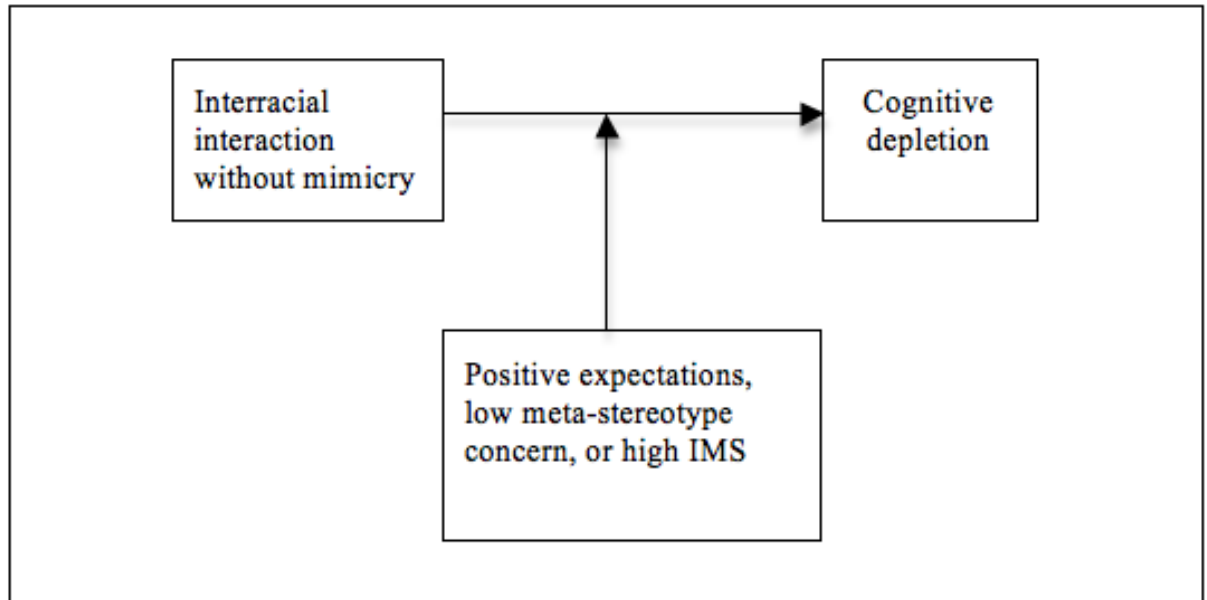 Interracial
interaction
without mimicry
Cognitive
depletion
Positive expectations,
low meta-stereotype
concern, or high IMS